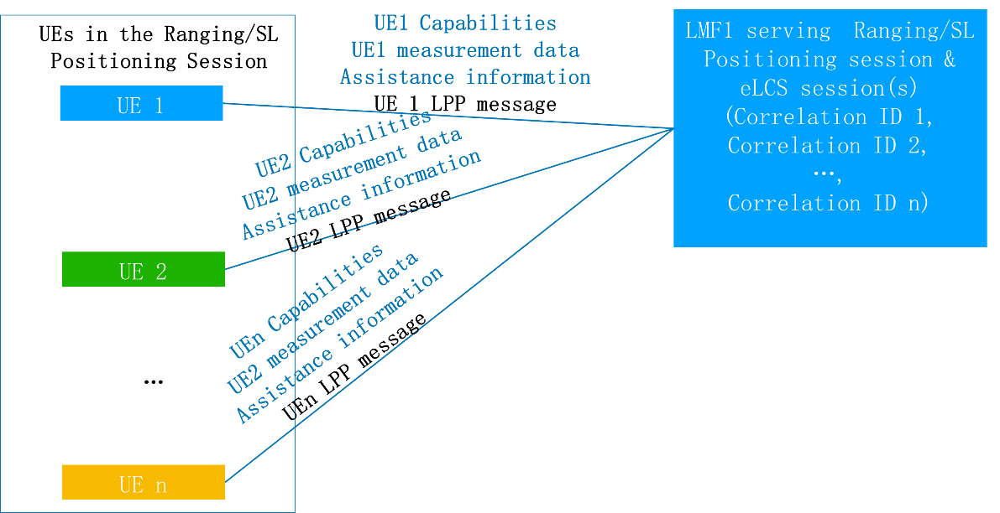 UEs in the Ranging/SL
Positioning Session
UE 1
UE 2
…
UE n
UE1 Capabilities
UE1 measurement data
Assistance information
UE 1 LPP message
UE2 Capabilities
UE2 measurement data
Assistance information
UE2 LPP message
UEn Capabilities
UE2 measurement data
Assistance information
UEn LPP message
LMF1 serving  Ranging/SL
Positioning session &
eLCS session(s)
(Correlation ID 1,
Correlation ID 2,
…,
Correlation ID n)